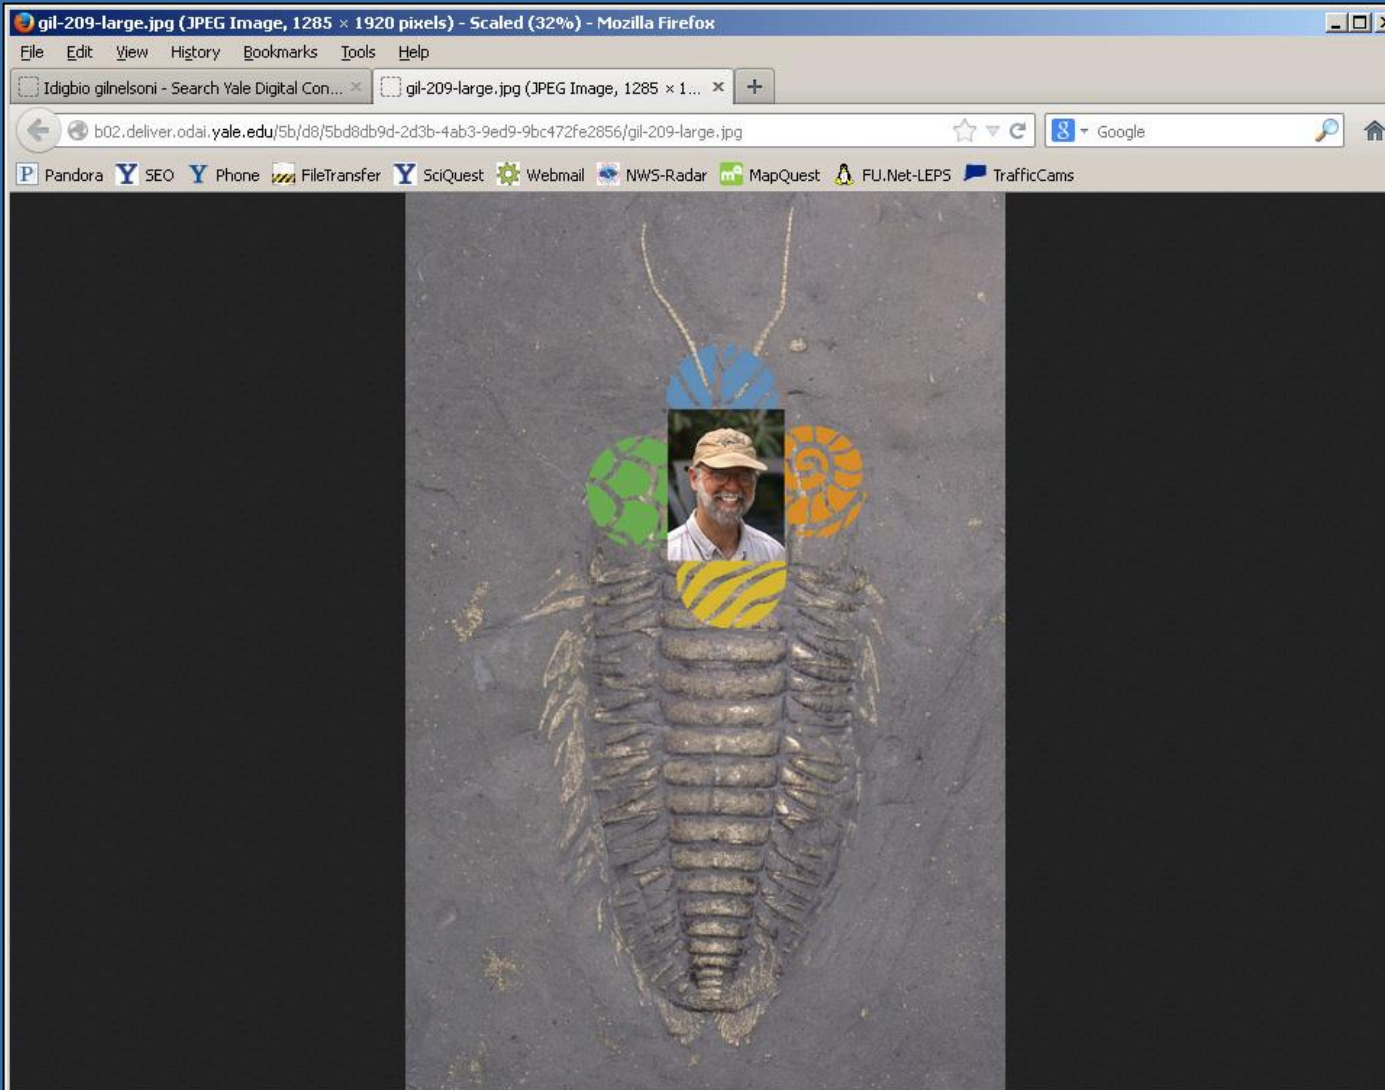 gil-209-large.jpg (JPEG Image, 1285 × 1920 pixels) - Scaled (32%) - Mozilla Firefox
File Edit View History Bookmarks Tools Help
Idigbio gilnelsoni - Search Yale Digital Con... × gil-209-large.jpg (JPEG Image, 1285 × 1... × +
b02.deliver.odai.yale.edu/5b/d8/5bd8db9d-2d3b-4ab3-9ed9-9bc472fe2856/gil-209-large.jpg 8 Google
P Pandora Y SEO Y Phone FileTransfer Y SciQuest Webmail NWS-Radar m MapQuest FU.Net-LEPS TrafficCams